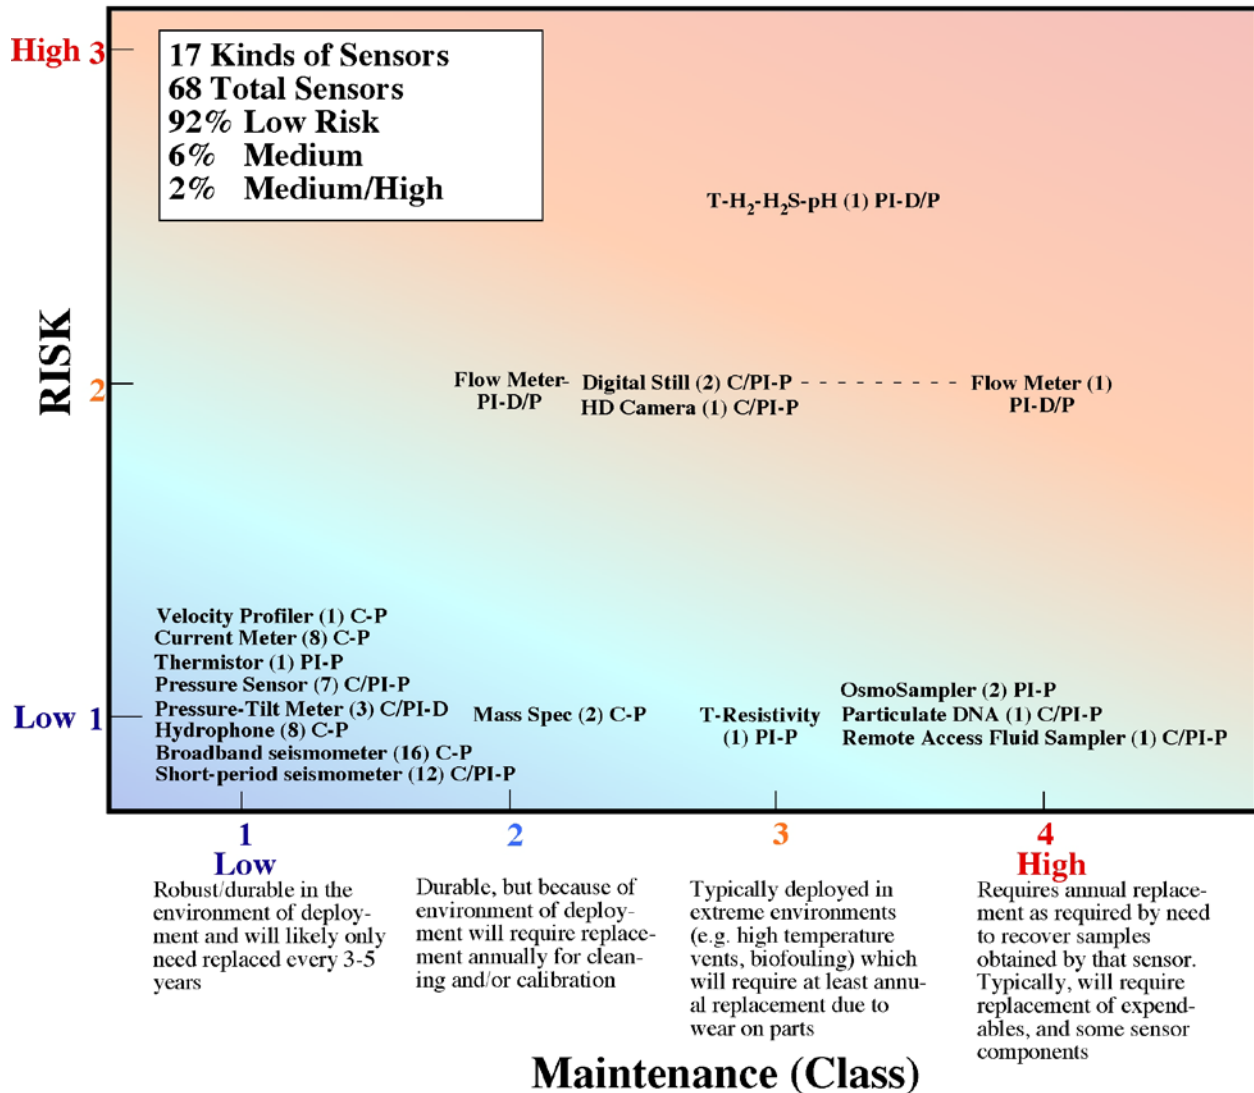 High 3
17 Kinds of Sensors
68 Total Sensors
92% Low Risk
6% Medium
2% Medium/High
T-H2-H2S-pH (1) PI-D/P
RISK
2
Flow Meter-
PI-D/P
Digital Still (2) C/PI-P
HD Camera (1) C/PI-P
Flow Meter (1)
PI-D/P
Velocity Profiler (1) C-P
Current Meter (8) C-P
Thermistor (1) PI-P
Pressure Sensor (7) C/PI-P
Pressure-Tilt Meter (3) C/PI-D
Hydrophone (8) C-P
Broadband seismometer (16) C-P
Short-period seismometer (12) C/PI-P
Low 1
Mass Spec (2) C-P
T-Resistivity
(1) PI-P
OsmoSampler (2) PI-P
Particulate DNA (1) C/PI-P
Remote Access Fluid Sampler (1) C/PI-P
1
Low
Robust/durable in the
environment of deploy-
ment and will likely only
need replaced every 3-5
years
2
Durable, but because of
environment of deploy-
ment will require replace-
ment annually for clean-
ing and/or calibration
3
Typically deployed in
extreme environments
(e.g. high temperature
vents, biofouling) which
will require at least annu-
al replacement due to
wear on parts
4
High
Requires annual replace-
ment as required by need
to recover samples
obtained by that sensor.
Typically, will require
replacement of expend-
ables, and some sensor
components
Maintenance (Class)